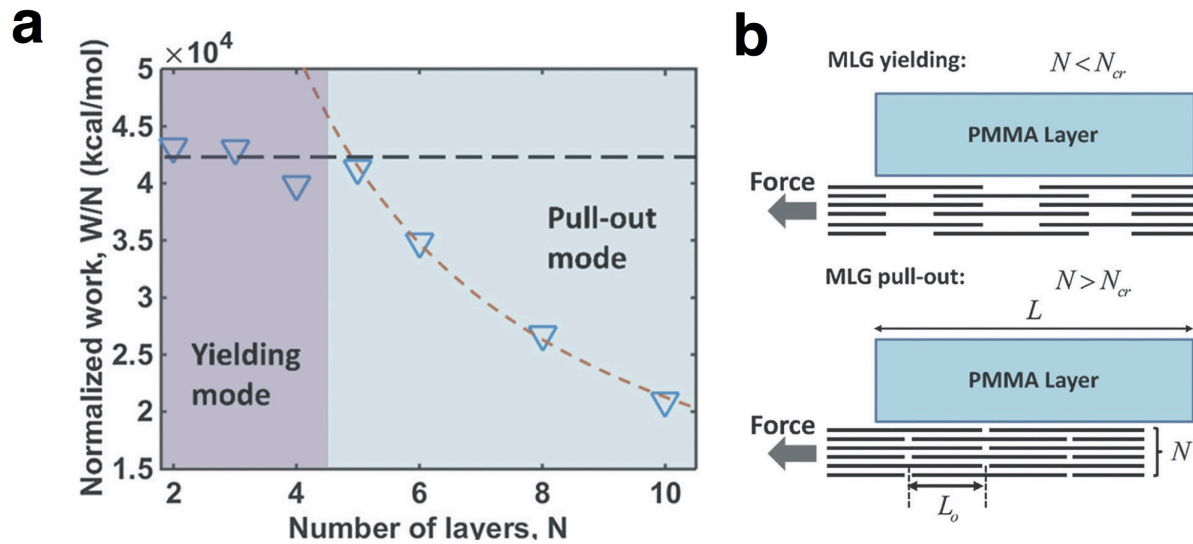 a
×10⁴
Normalized work, W/N (kcal/mol)
5
4.5
4
3.5
3
2.5
2
1.5
Yielding
mode
Pull-out
mode
2
4
6
8
10
Number of layers, N
b
MLG yielding: N < N_cr
PMMA Layer
Force
MLG pull-out: N > N_cr
L
PMMA Layer
Force
N
L_o